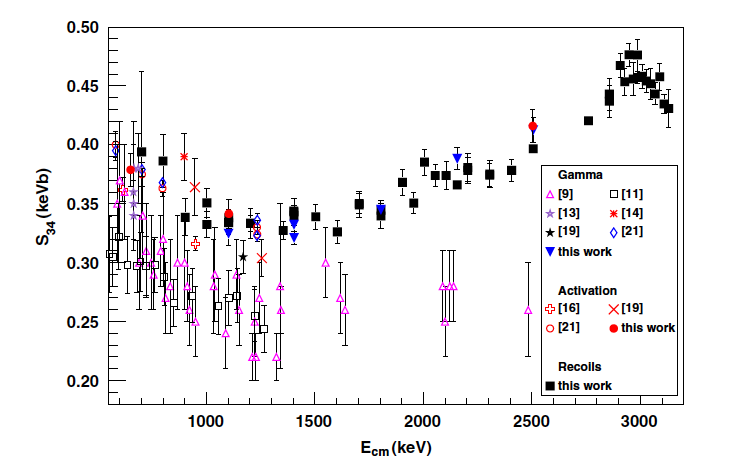 0.50
0.45
0.40
0.35
0.30
0.25
0.20
S34 (keVb)
1000 1500 2000 2500 3000
Ecm (keV)
Gamma
[9] [11]
[13] [14]
[19] [21]
this work
Activation
[16] [19]
[21] this work
Recoils
this work